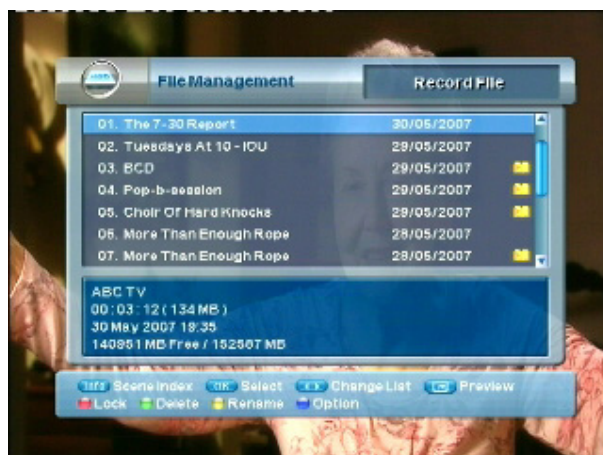 File Management
Record File
01. The 7-30 Report 30/05/2007
02. Tuesdays At 10 - IOU 29/05/2007
03. BCD 29/05/2007
04. Pop-b-session 29/05/2007
05. Choir Of Hard Knocks 29/05/2007
06. More Than Enough Rope 28/05/2007
07. More Than Enough Rope 28/05/2007
ABC TV
00:03:12 ( 134 MB )
30 May 2007 19:35
140951 MB Free / 152587 MB
Info Scene Index OK Select Change List Preview
Lock Delete Rename Option